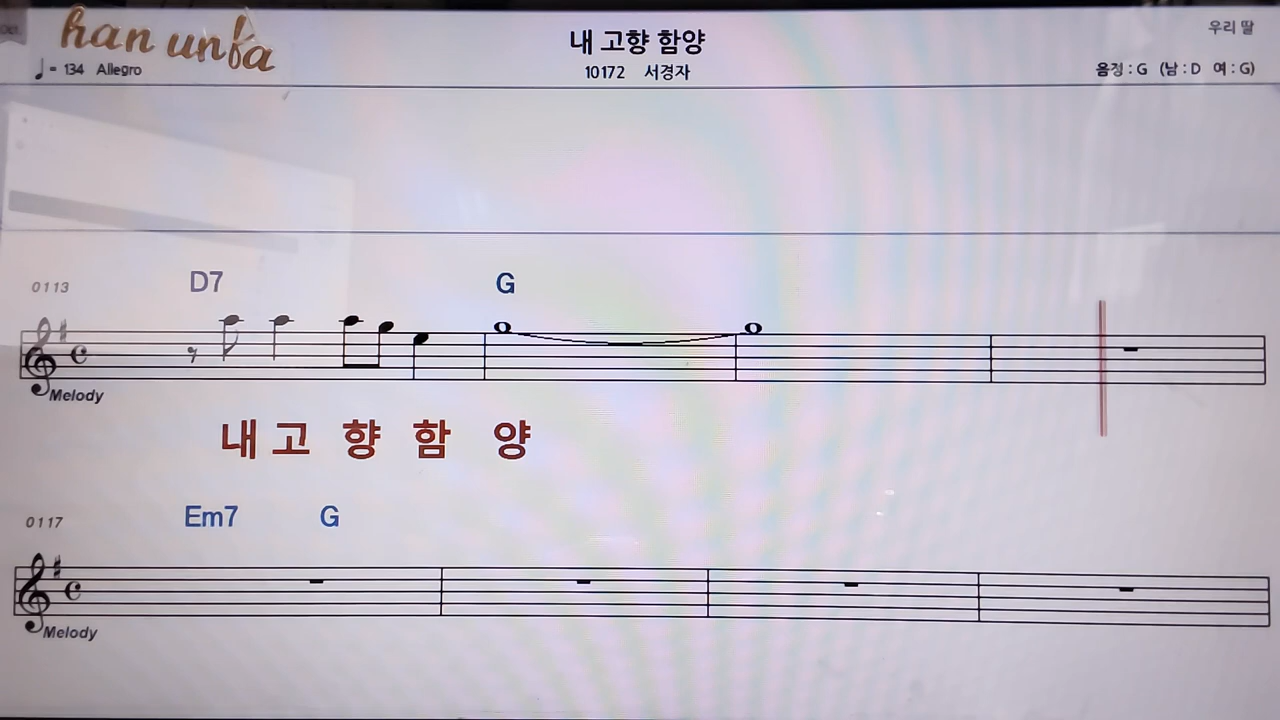 han unba
내 고향 함양
우리 딸
♩= 134 Allegro
10172 서경자
음정 : G (남 : D 여 : G)
0113
D7 G
Melody
내 고 향 함 양
0117
Em7 G
Melody